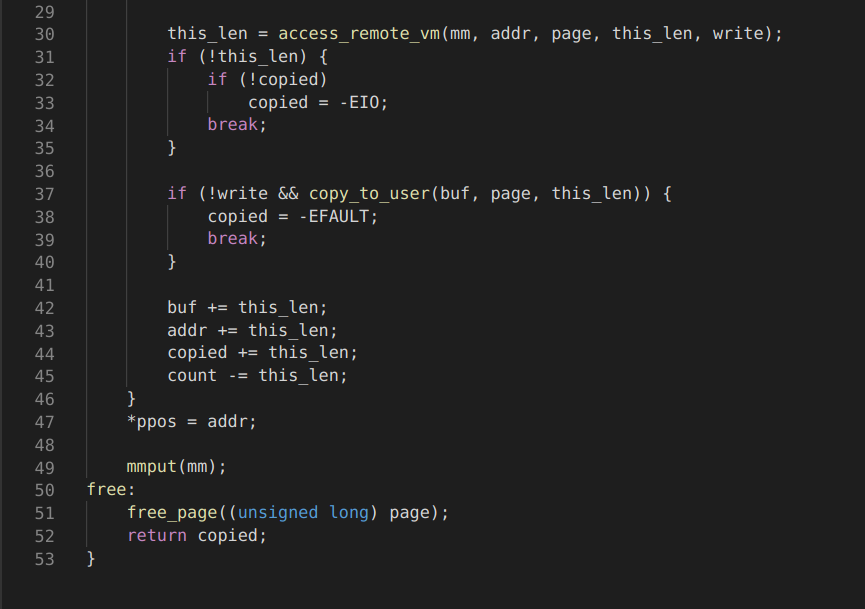 29
30 this_len = access_remote_vm(mm, addr, page, this_len, write);
31 if (!this_len) {
32 if (!copied)
33 copied = -EIO;
34 break;
35 }
36
37 if (!write && copy_to_user(buf, page, this_len)) {
38 copied = -EFAULT;
39 break;
40 }
41
42 buf += this_len;
43 addr += this_len;
44 copied += this_len;
45 count -= this_len;
46 }
47 *ppos = addr;
48
49 mmput(mm);
50 free:
51 free_page((unsigned long) page);
52 return copied;
53 }